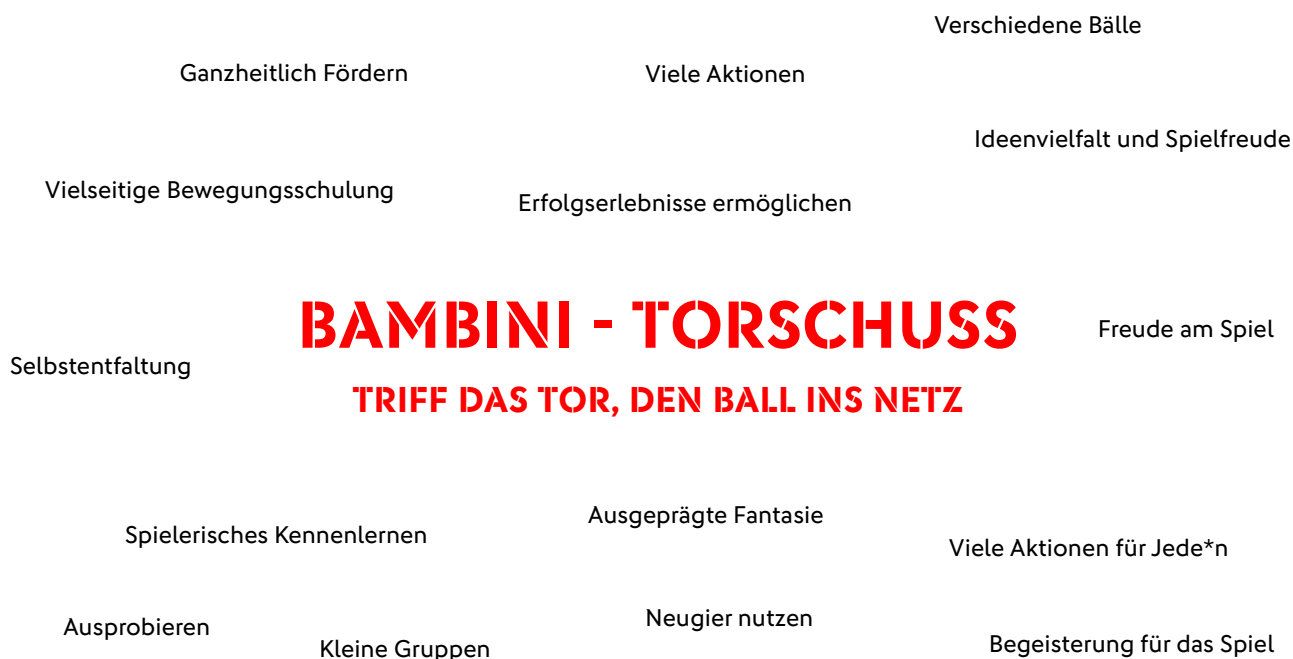 Verschiedene Bälle
Ganzheitlich Fördern
Viele Aktionen
Ideenvielfalt und Spielfreude
Vielseitige Bewegungsschulung
Erfolgserlebnisse ermöglichen
BAMBINI - TORSCHUSS
Freude am Spiel
Selbstentfaltung
TRIFF DAS TOR, DEN BALL INS NETZ
Ausgeprägte Fantasie
Spielerisches Kennenlernen
Viele Aktionen für Jede*n
Neugier nutzen
Ausprobieren
Begeisterung für das Spiel
Kleine Gruppen